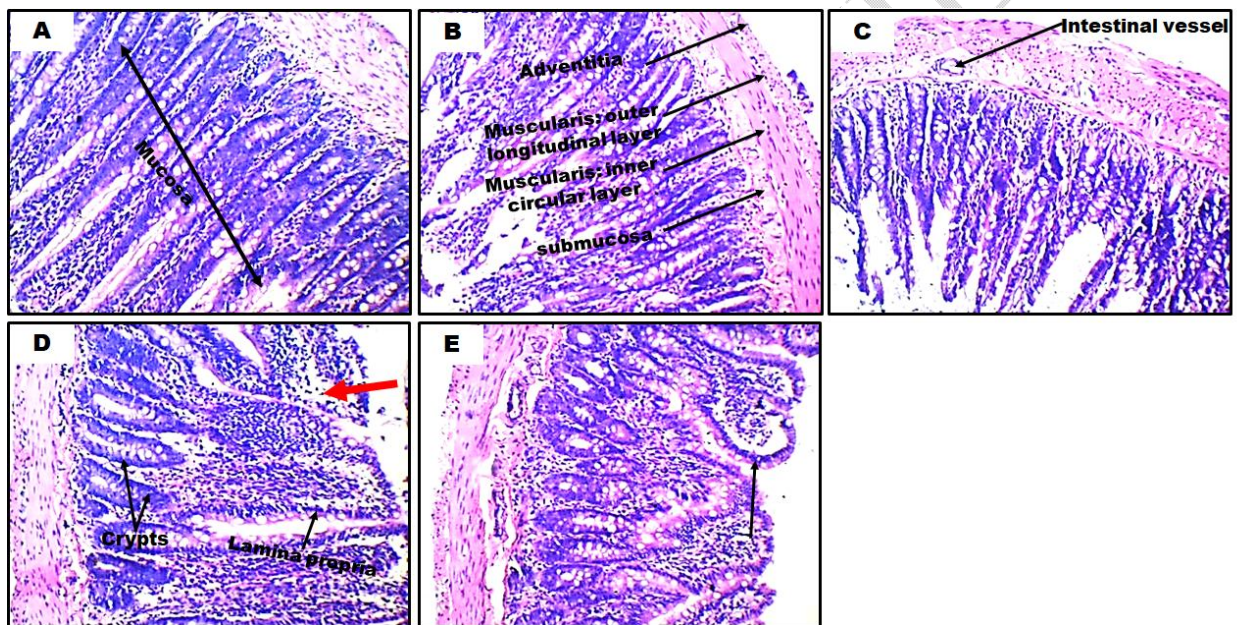 A
Mucosa
B
Adventitia
Muscularis; outer
longitudinal layer
Muscularis; inner
circular layer
submucosa
C
Intestinal vessel
D
Crypts
Lamina propria
E